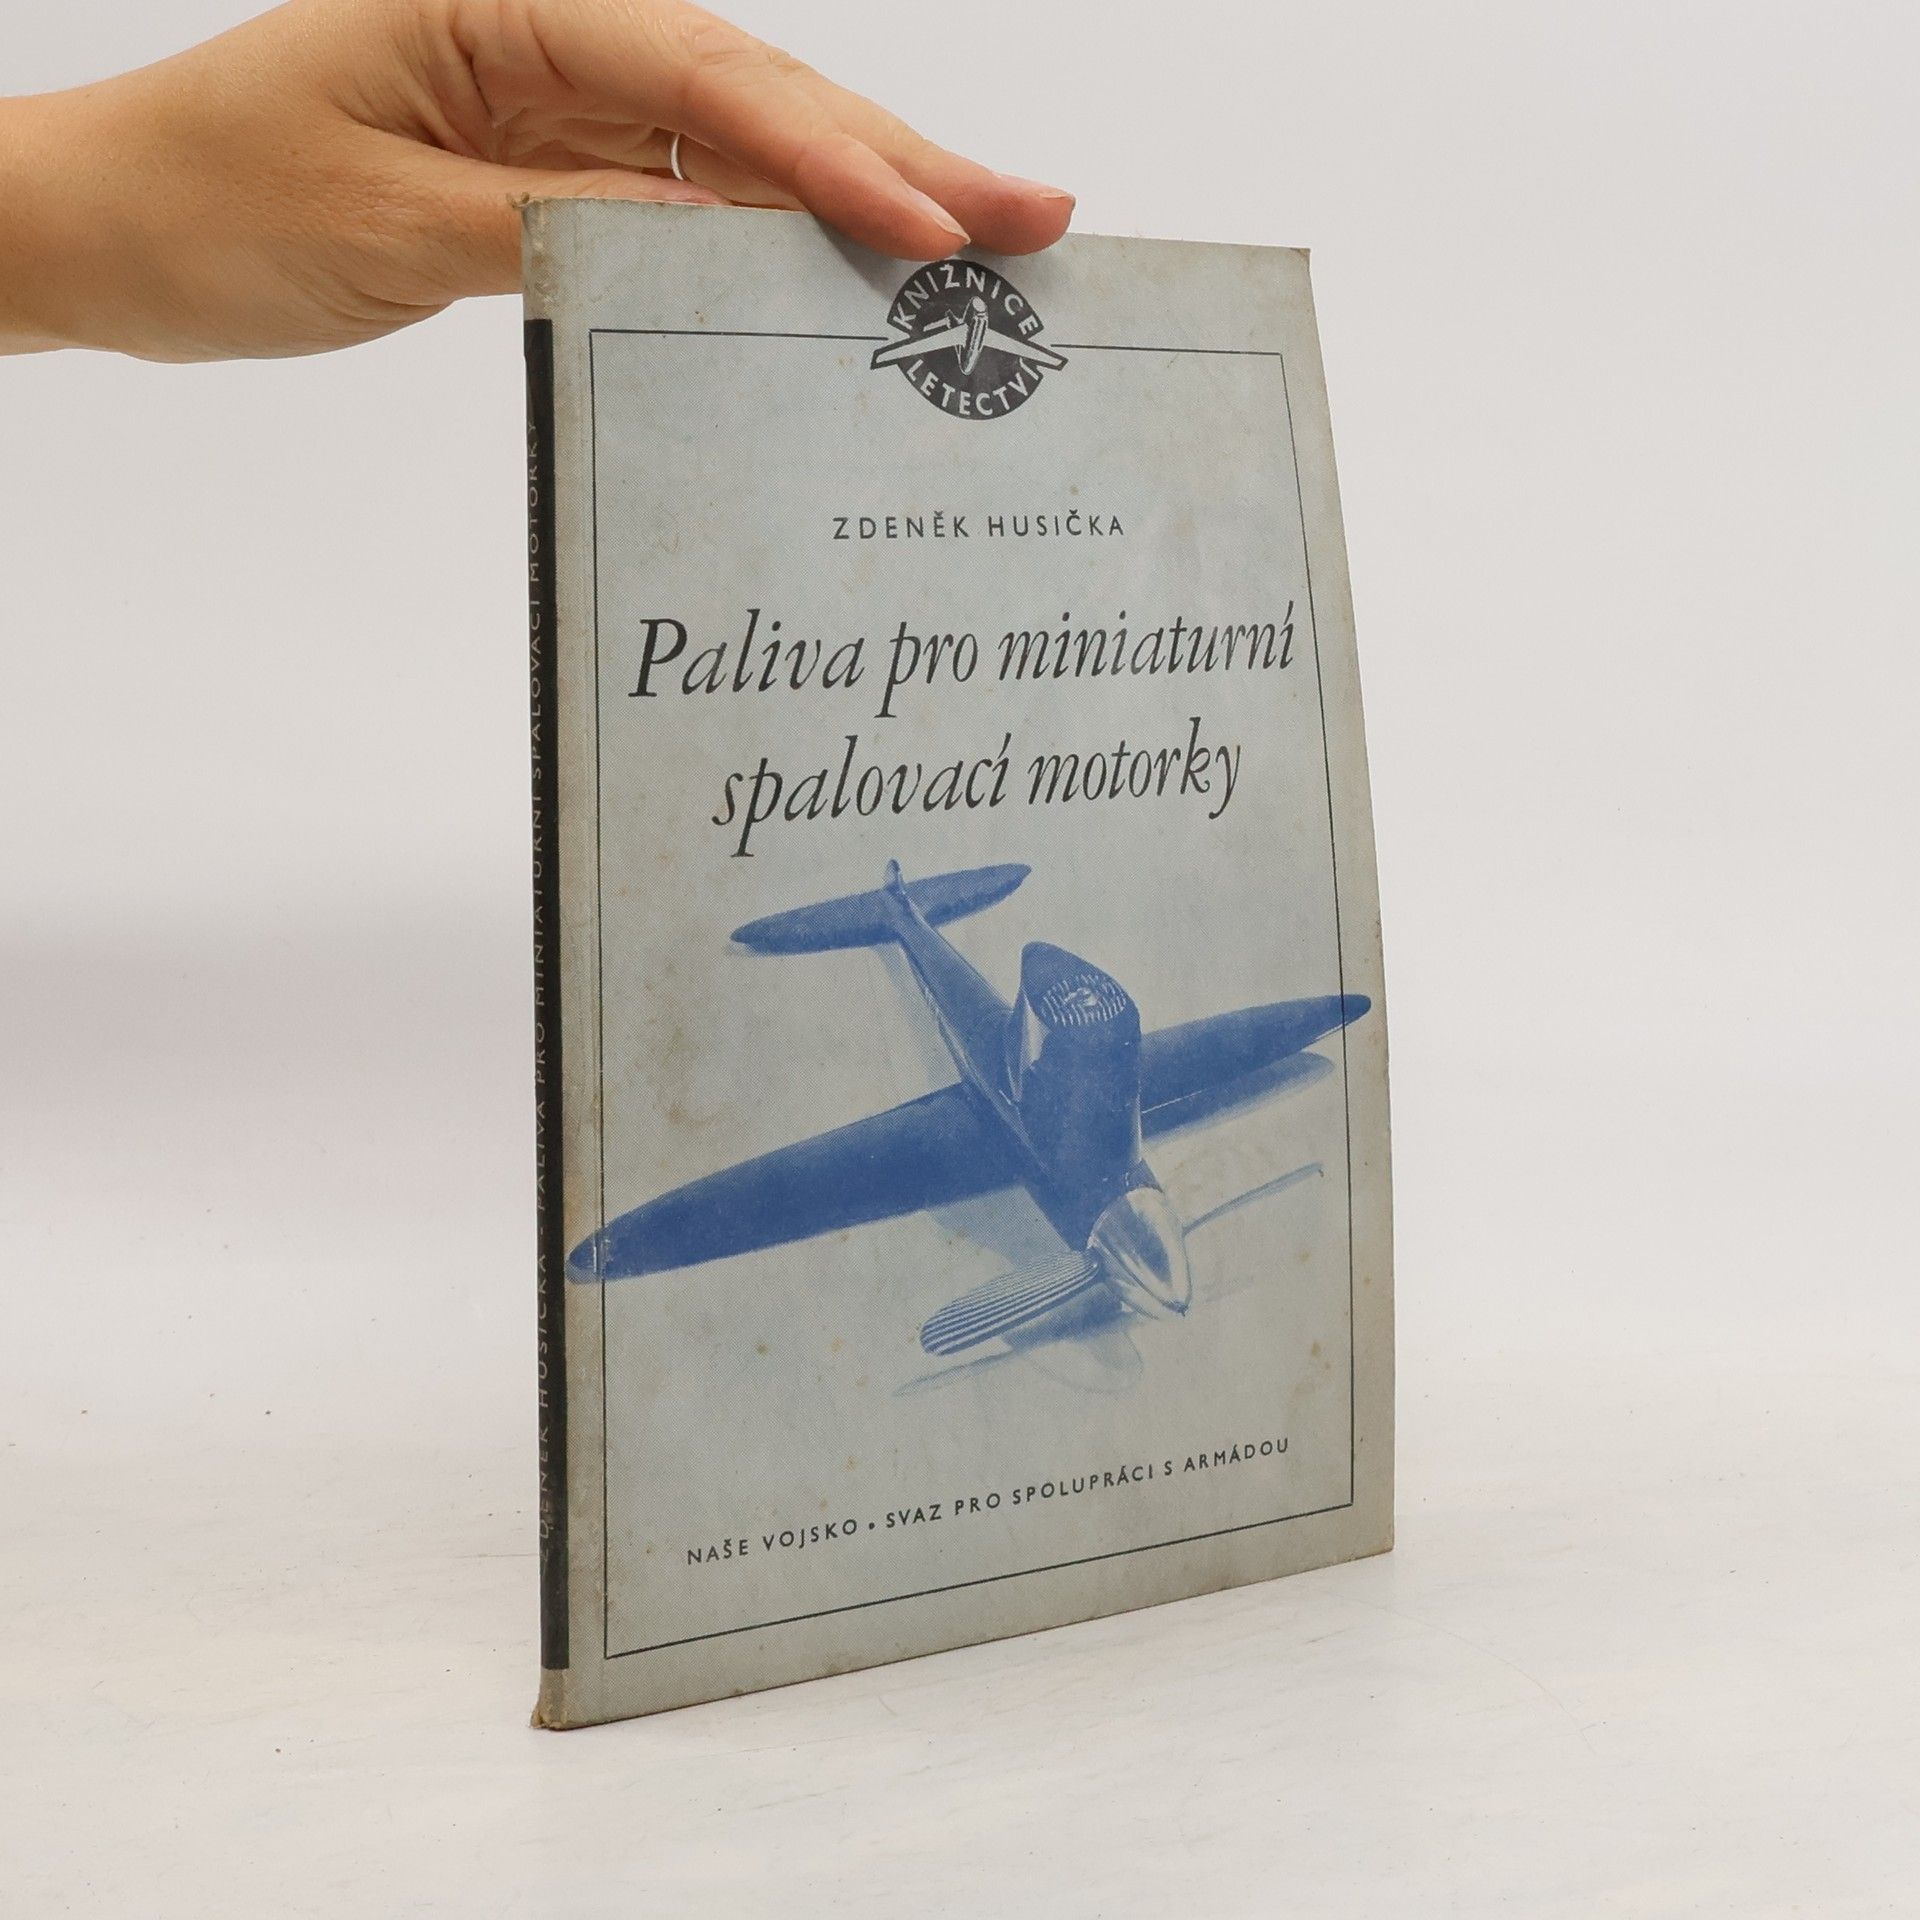 KNIŽNICE
LETECTVÍ
ZDENĚK HUSIČKA
Paliva pro miniaturní
spalovací motorky
NAŠE VOJSKO • SVAZ PRO SPOLUPRÁCI S ARMÁDOU
ZDENĚK HUSIČKA - PALIVA PRO MINIATURNÍ SPALOVACÍ MOTORKY